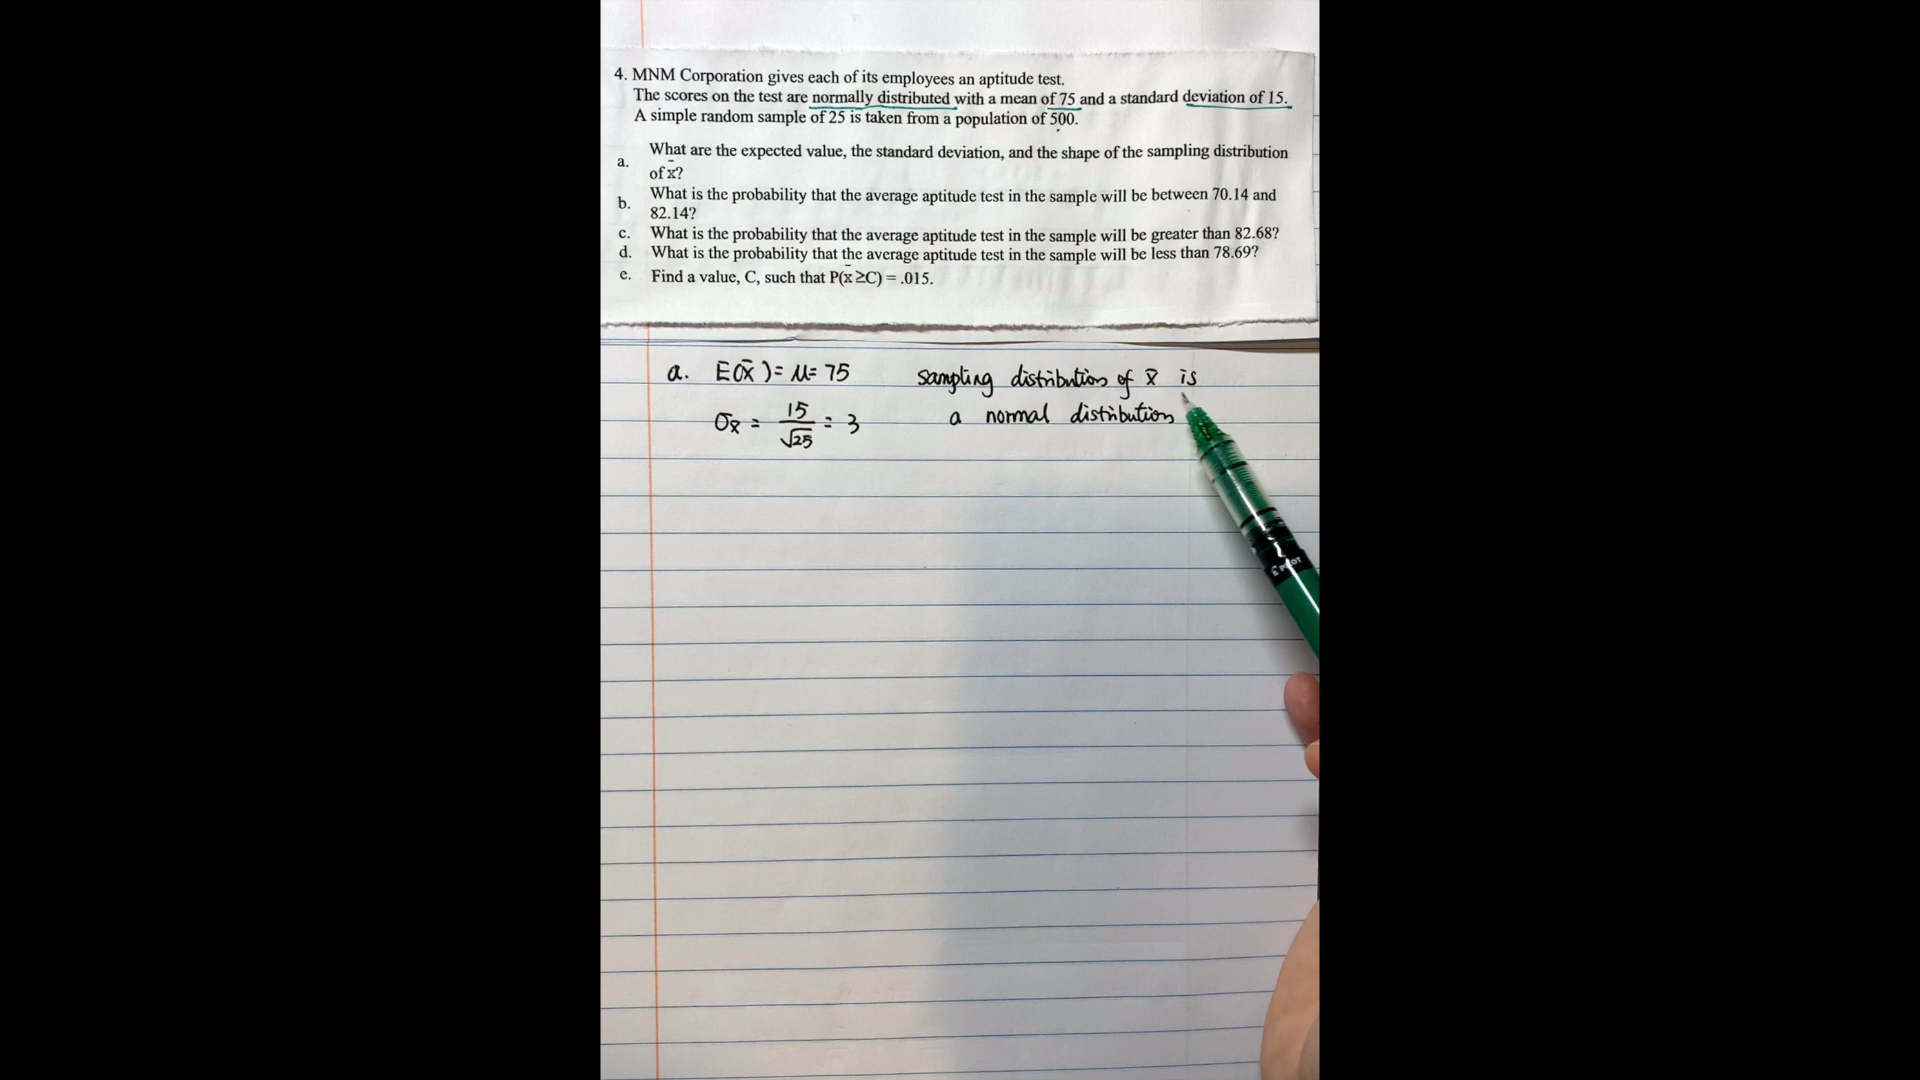 4. MNM Corporation gives each of its employees an aptitude test.
The scores on the test are normally distributed with a mean of 75 and a standard deviation of 15.
A simple random sample of 25 is taken from a population of 500.
a. What are the expected value, the standard deviation, and the shape of the sampling distribution
of x̄?
b. What is the probability that the average aptitude test in the sample will be between 70.14 and
82.14?
c. What is the probability that the average aptitude test in the sample will be greater than 82.68?
d. What is the probability that the average aptitude test in the sample will be less than 78.69?
e. Find a value, C, such that P(x̄ ≥C) = .015.
a. E(x̄) = μ = 75
σx̄ = 15/√25 = 3
Sampling distribution of x̄ is
a normal distribution
PILOT